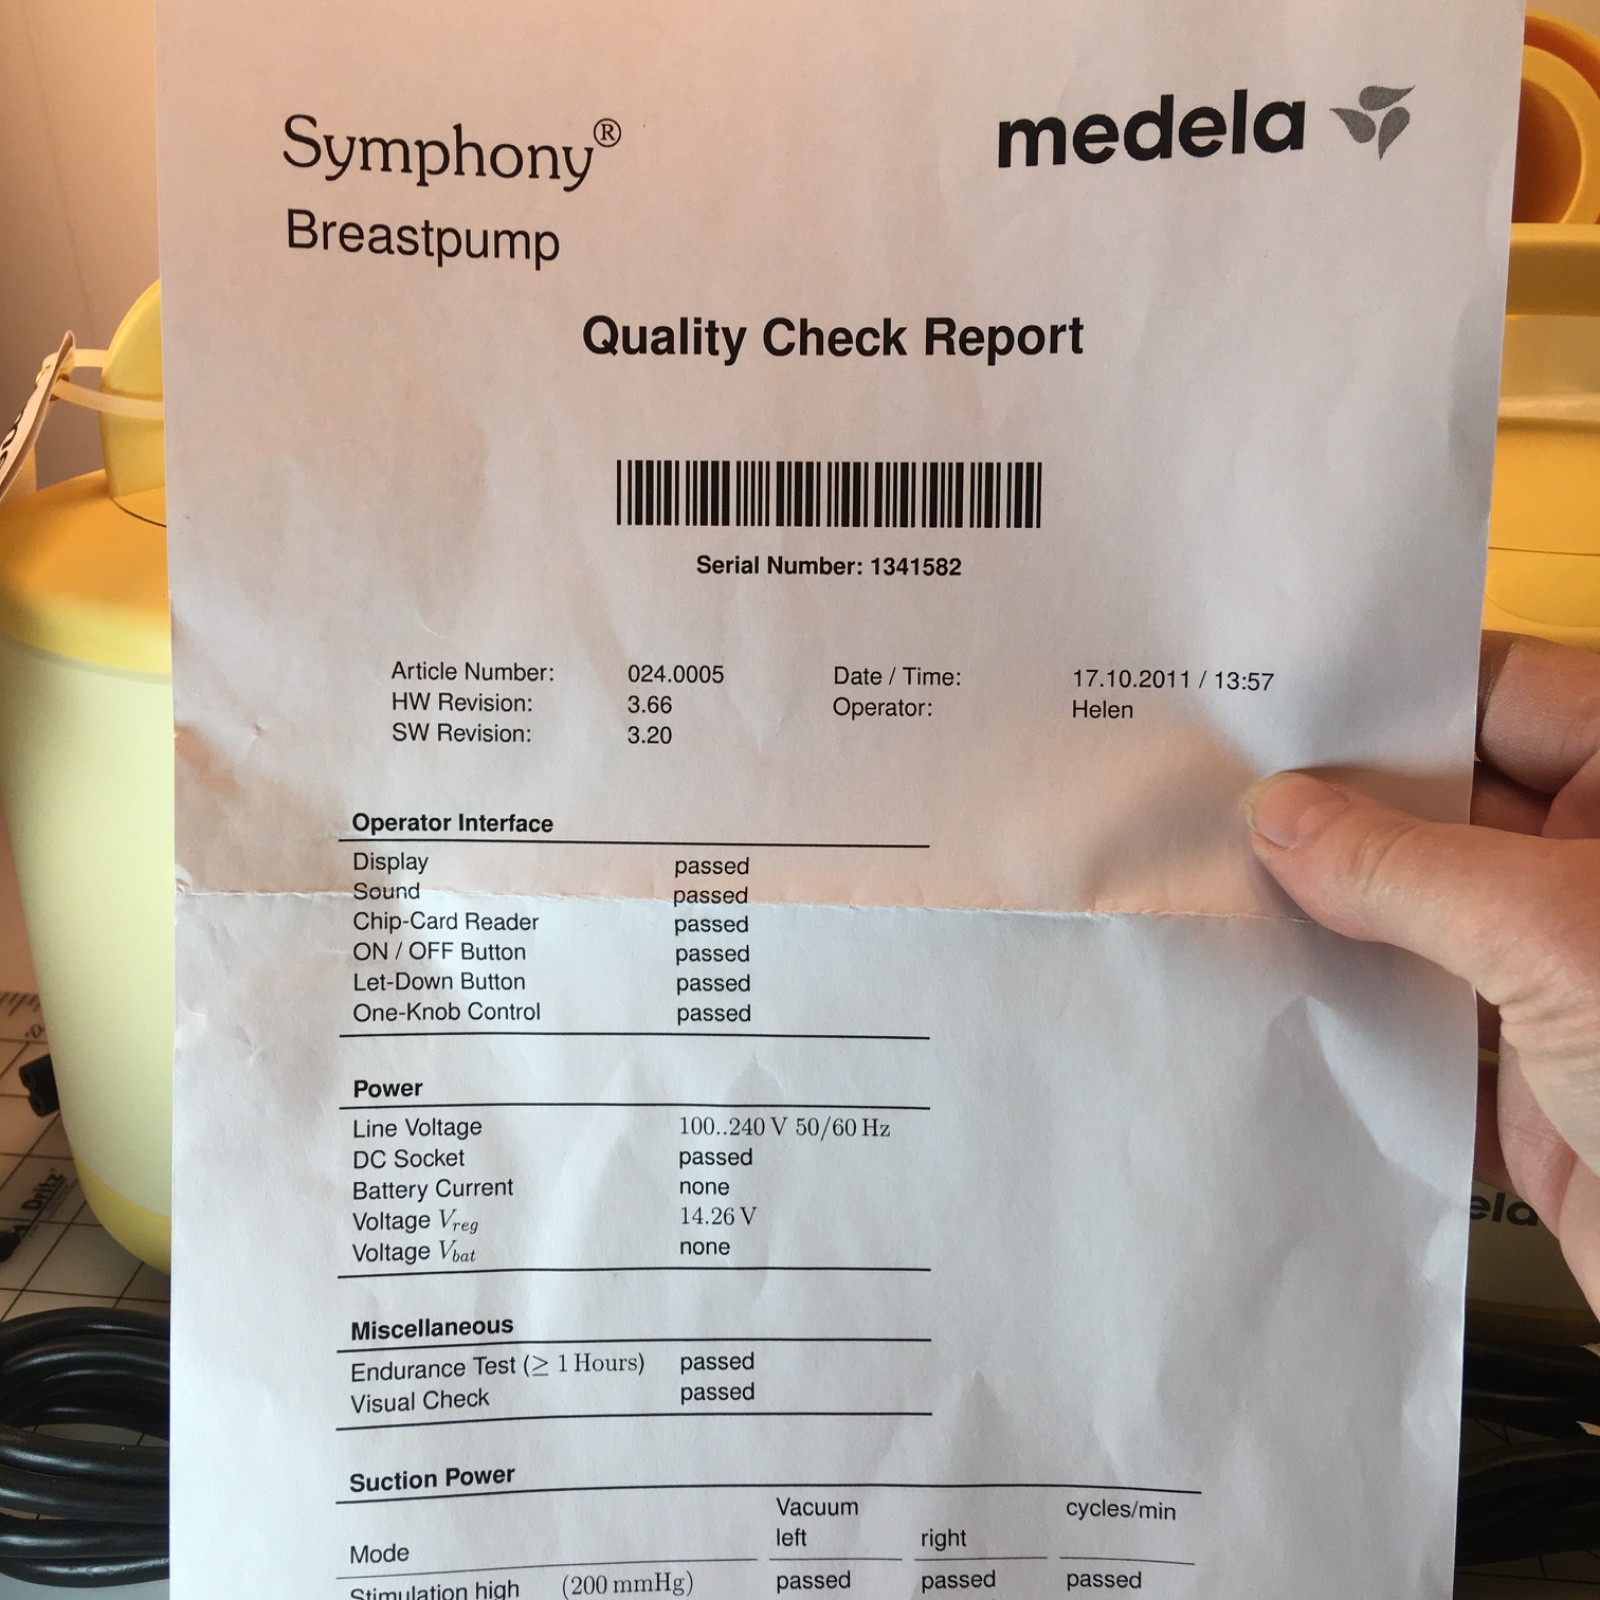 Symphony®
medela
Breastpump
Quality Check Report
Serial Number: 1341582
Article Number: 024.0005 Date / Time: 17.10.2011 / 13:57
HW Revision: 3.66 Operator: Helen
SW Revision: 3.20
Operator Interface
Display passed
Sound passed
Chip-Card Reader passed
ON / OFF Button passed
Let-Down Button passed
One-Knob Control passed
Power
Line Voltage 100..240 V 50/60 Hz
DC Socket passed
Battery Current none
Voltage Vreg 14.26 V
Voltage Vbat none
Miscellaneous
Endurance Test (≥ 1 Hours) passed
Visual Check passed
Suction Power
Vacuum cycles/min
left right
Mode
Stimulation high (200 mmHg) passed passed passed
Dritz
ela